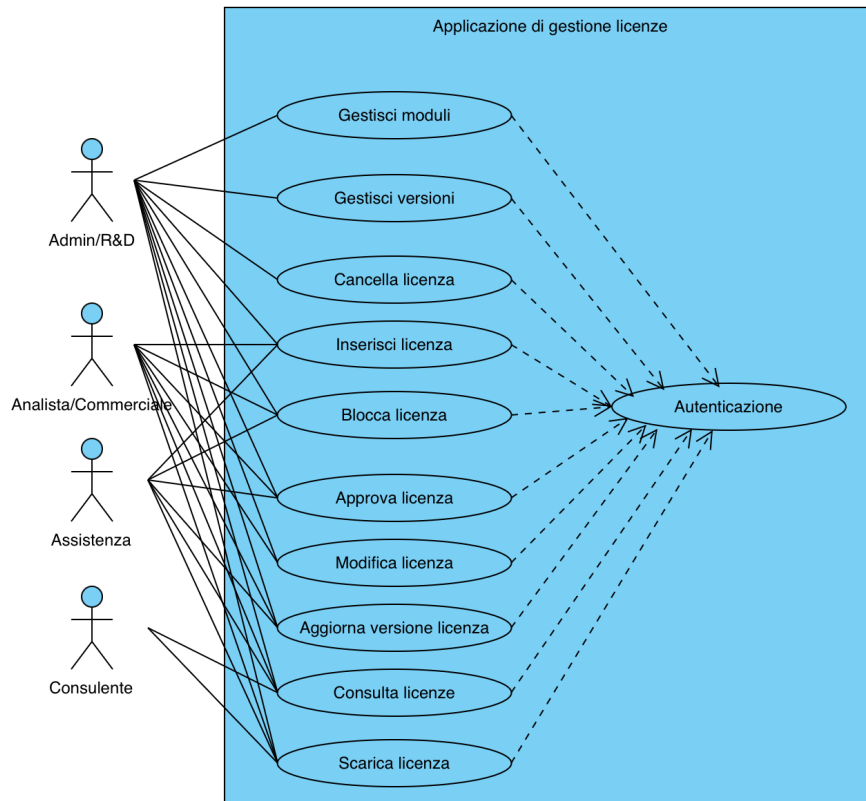 Applicazione di gestione licenze
Gestisci moduli
Gestisci versioni
Admin/R&D
Cancella licenza
Inserisci licenza
Analista/Commerciale
Blocca licenza
Autenticazione
Approva licenza
Assistenza
Modifica licenza
Aggiorna versione licenza
Consulente
Consulta licenze
Scarica licenza